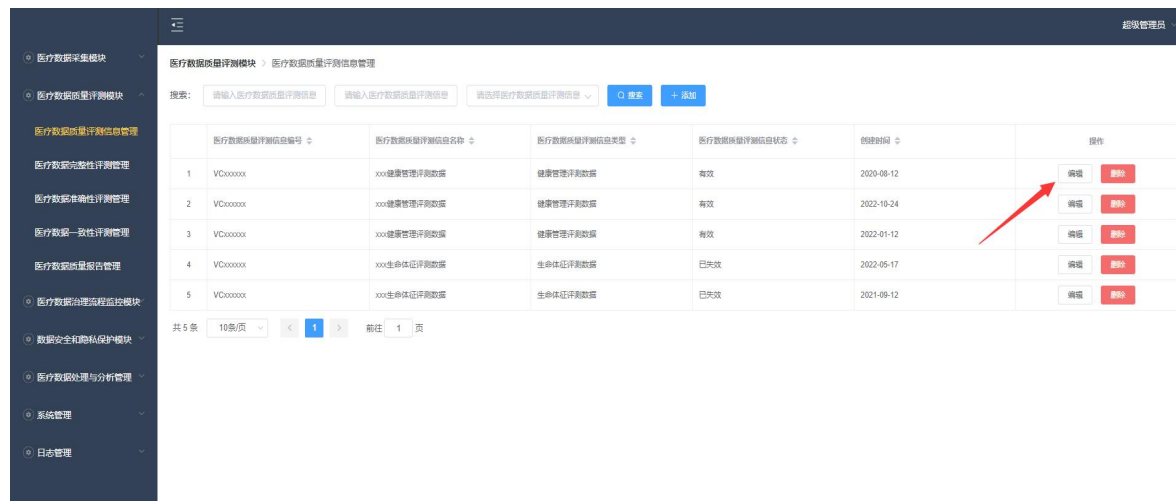 超级管理员
医疗数据采集模块
医疗数据质量评测模块
医疗数据质量评测信息管理
医疗数据完整性评测管理
医疗数据准确性评测管理
医疗数据一致性评测管理
医疗数据质量报告管理
医疗数据治理流程监控模块
数据安全和隐私保护模块
医疗数据处理与分析管理
系统管理
日志管理
医疗数据质量评测模块 > 医疗数据质量评测信息管理
搜索： 请输入医疗数据质量评测信息 请输入医疗数据质量评测信息 请选择医疗数据质量评测信息 搜索 + 添加
医疗数据质量评测信息编号 医疗数据质量评测信息名称 医疗数据质量评测信息类型 医疗数据质量评测信息状态 创建时间 操作
1 VCxxxxxx xxx健康管理评测数据 健康管理评测数据 有效 2020-08-12 编辑 删除
2 VCxxxxxx xxx健康管理评测数据 健康管理评测数据 有效 2022-10-24 编辑 删除
3 VCxxxxxx xxx健康管理评测数据 健康管理评测数据 有效 2022-01-12 编辑 删除
4 VCxxxxxx xxx生命体征评测数据 生命体征评测数据 已失效 2022-05-17 编辑 删除
5 VCxxxxxx xxx生命体征评测数据 生命体征评测数据 已失效 2021-09-12 编辑 删除
共 5 条 10条/页 < 1 > 前往 1 页